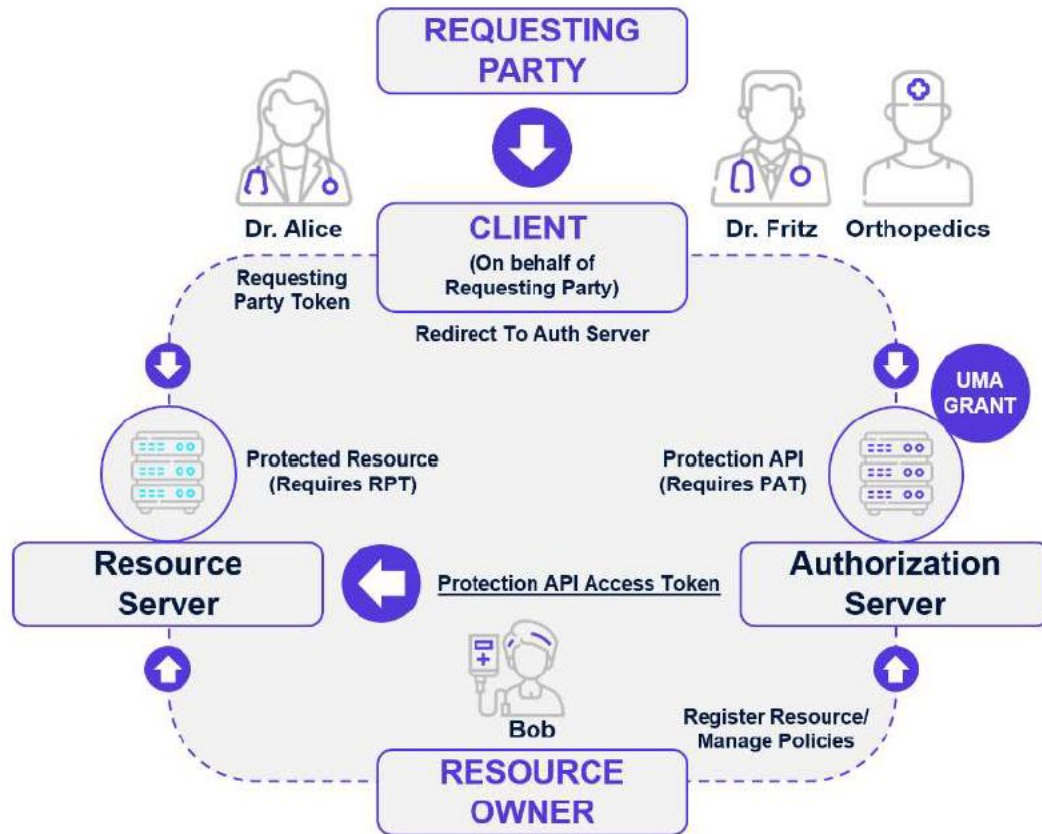 REQUESTING
PARTY
Dr. Alice
CLIENT
(On behalf of
Requesting Party)
Dr. Fritz
Orthopedics
Requesting
Party Token
Redirect To Auth Server
UMA
GRANT
Protected Resource
(Requires RPT)
Protection API
(Requires PAT)
Resource
Server
Protection API Access Token
Authorization
Server
Bob
Register Resource/
Manage Policies
RESOURCE
OWNER